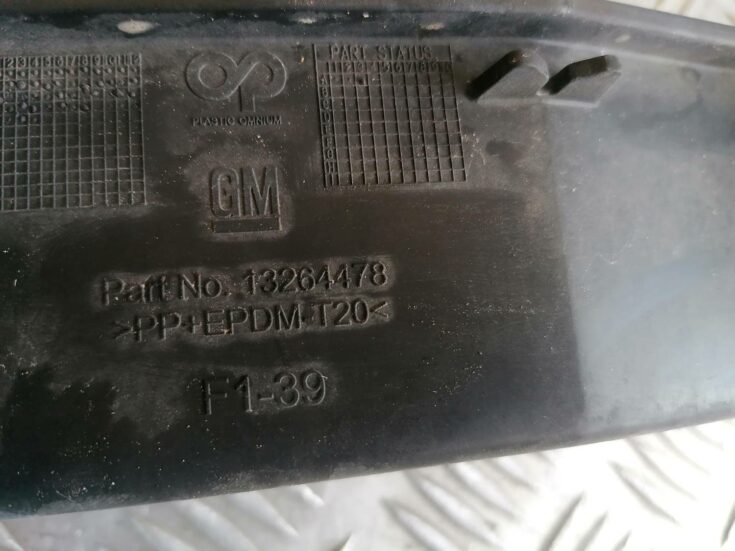 PART STATUS
PLASTIC OMNIUM
GM
Part No. 13264478
>PP+EPDM-T20<
F1-39